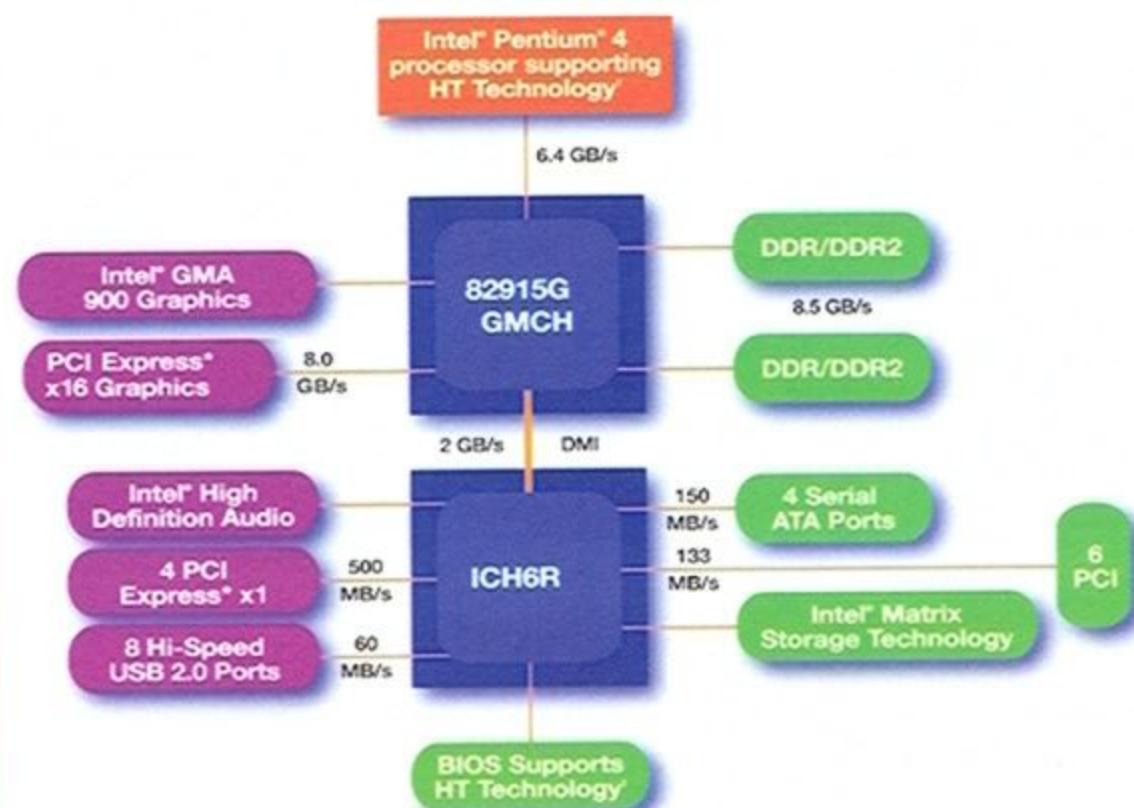 Intel® Pentium® 4
processor supporting
HT Technology†
6.4 GB/s
Intel® GMA
900 Graphics
82915G
GMCH
DDR/DDR2
8.5 GB/s
PCI Express*
x16 Graphics
8.0
GB/s
DDR/DDR2
2 GB/s
DMI
Intel® High
Definition Audio
ICH6R
150
MB/s
4 Serial
ATA Ports
4 PCI
Express* x1
500
MB/s
133
MB/s
6
PCI
8 Hi-Speed
USB 2.0 Ports
60
MB/s
Intel® Matrix
Storage Technology
BIOS Supports
HT Technology†